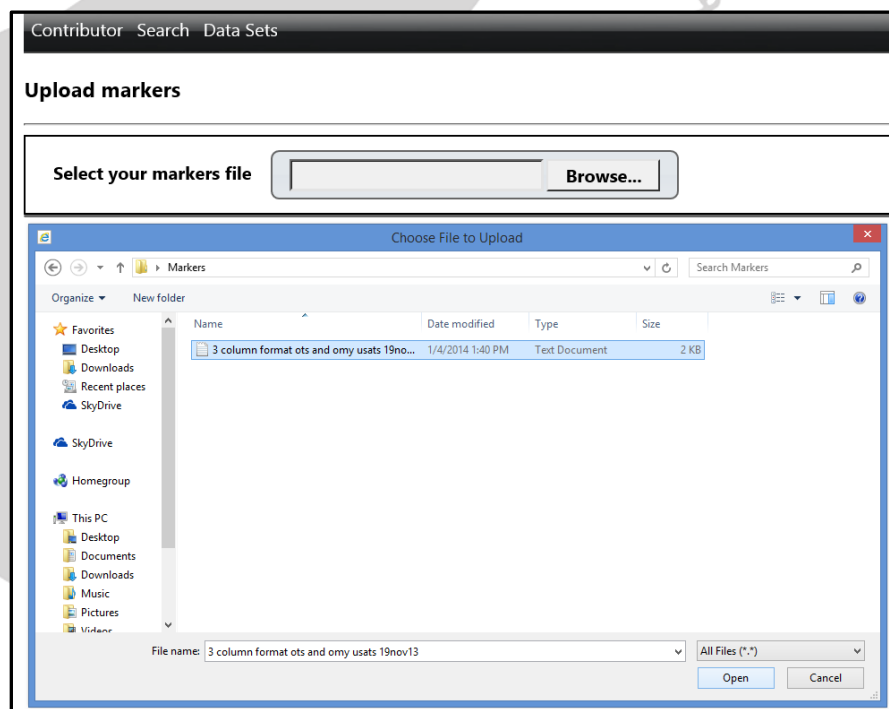 Contributor Search Data Sets
Upload markers
Select your markers file Browse...
Choose File to Upload
Markers Search Markers
Organize New folder
Name Date modified Type Size
3 column format ots and omy usats 19no... 1/4/2014 1:40 PM Text Document 2 KB
Favorites
Desktop
Downloads
Recent places
SkyDrive
SkyDrive
Homegroup
This PC
Desktop
Documents
Downloads
Music
Pictures
Videos
File name: 3 column format ots and omy usats 19nov13 All Files (*.*)
Open Cancel